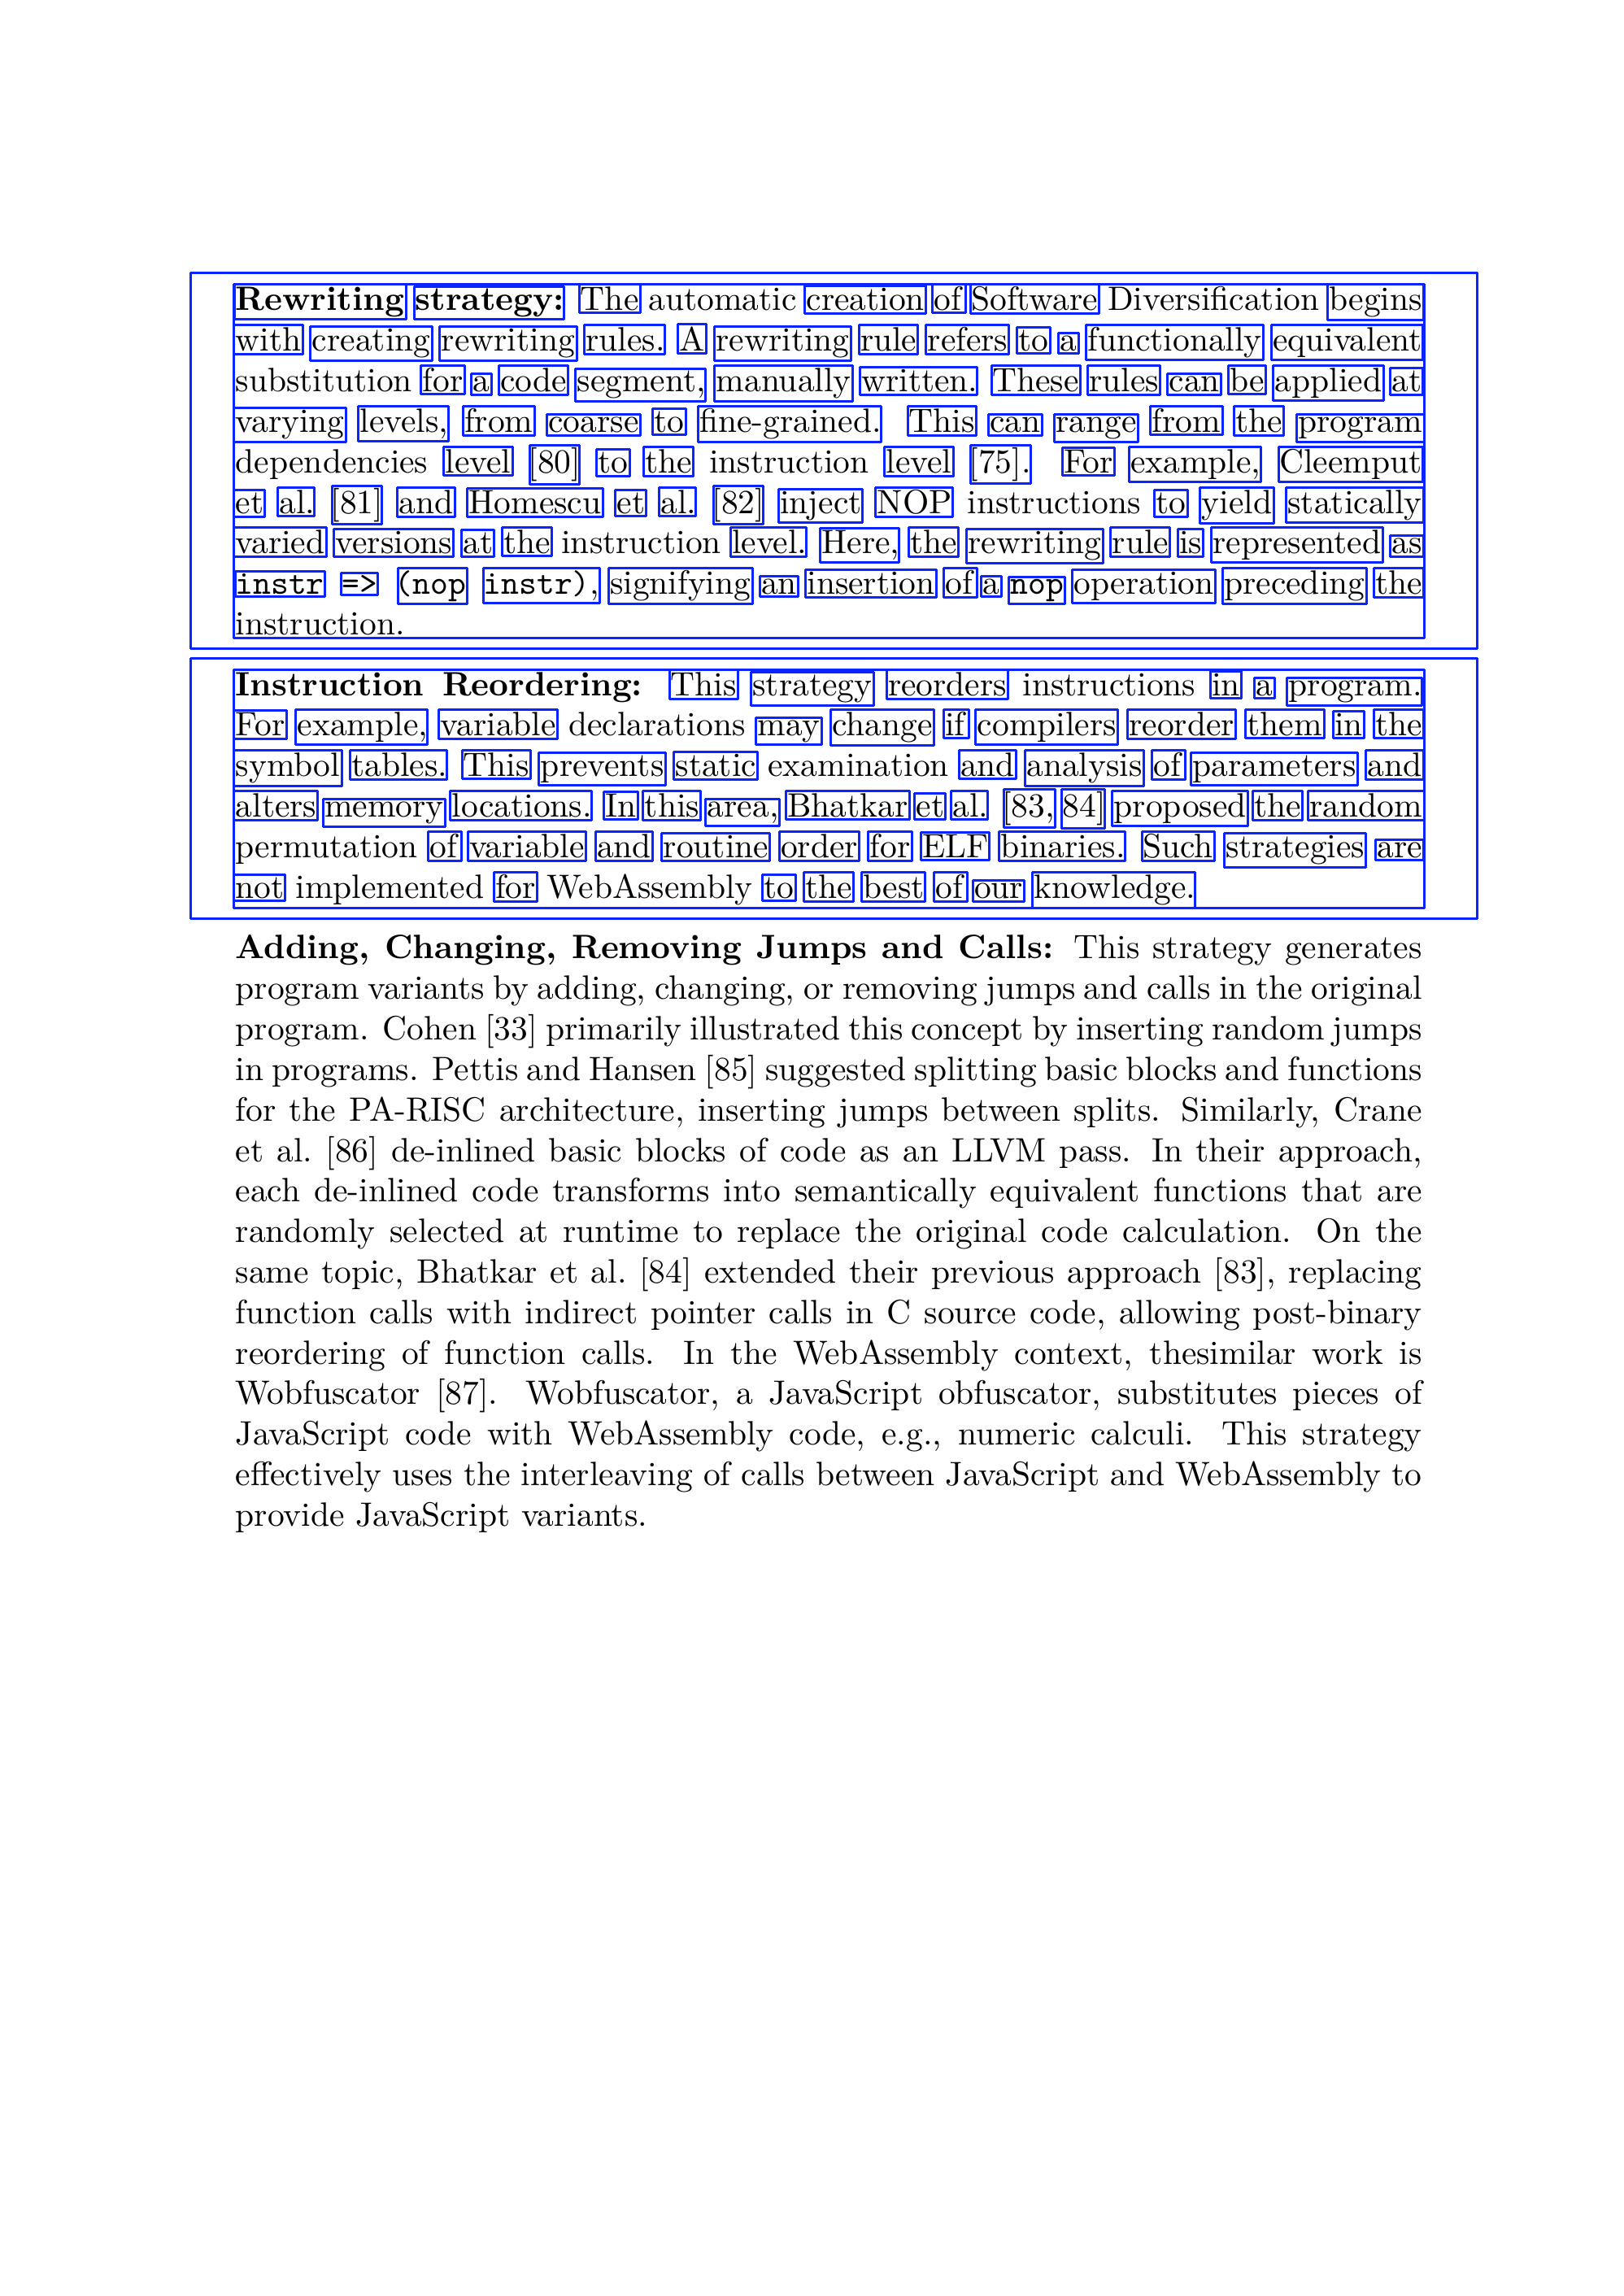 Rewriting strategy: The automatic creation of Software Diversification begins
with creating rewriting rules. A rewriting rule refers to a functionally equivalent
substitution for a code segment, manually written. These rules can be applied at
varying levels, from coarse to fine-grained. This can range from the program
dependencies level [80] to the instruction level [75]. For example, Cleemput
et al. [81] and Homescu et al. [82] inject NOP instructions to yield statically
varied versions at the instruction level. Here, the rewriting rule is represented as
instr => (nop instr), signifying an insertion of a nop operation preceding the
instruction.
Instruction Reordering: This strategy reorders instructions in a program.
For example, variable declarations may change if compilers reorder them in the
symbol tables. This prevents static examination and analysis of parameters and
alters memory locations. In this area, Bhatkar et al. [83, 84] proposed the random
permutation of variable and routine order for ELF binaries. Such strategies are
not implemented for WebAssembly to the best of our knowledge.
Adding, Changing, Removing Jumps and Calls: This strategy generates
program variants by adding, changing, or removing jumps and calls in the original
program. Cohen [33] primarily illustrated this concept by inserting random jumps
in programs. Pettis and Hansen [85] suggested splitting basic blocks and functions
for the PA-RISC architecture, inserting jumps between splits. Similarly, Crane
et al. [86] de-inlined basic blocks of code as an LLVM pass. In their approach,
each de-inlined code transforms into semantically equivalent functions that are
randomly selected at runtime to replace the original code calculation. On the
same topic, Bhatkar et al. [84] extended their previous approach [83], replacing
function calls with indirect pointer calls in C source code, allowing post-binary
reordering of function calls. In the WebAssembly context, thesimilar work is
Wobfuscator [87]. Wobfuscator, a JavaScript obfuscator, substitutes pieces of
JavaScript code with WebAssembly code, e.g., numeric calculi. This strategy
effectively uses the interleaving of calls between JavaScript and WebAssembly to
provide JavaScript variants.